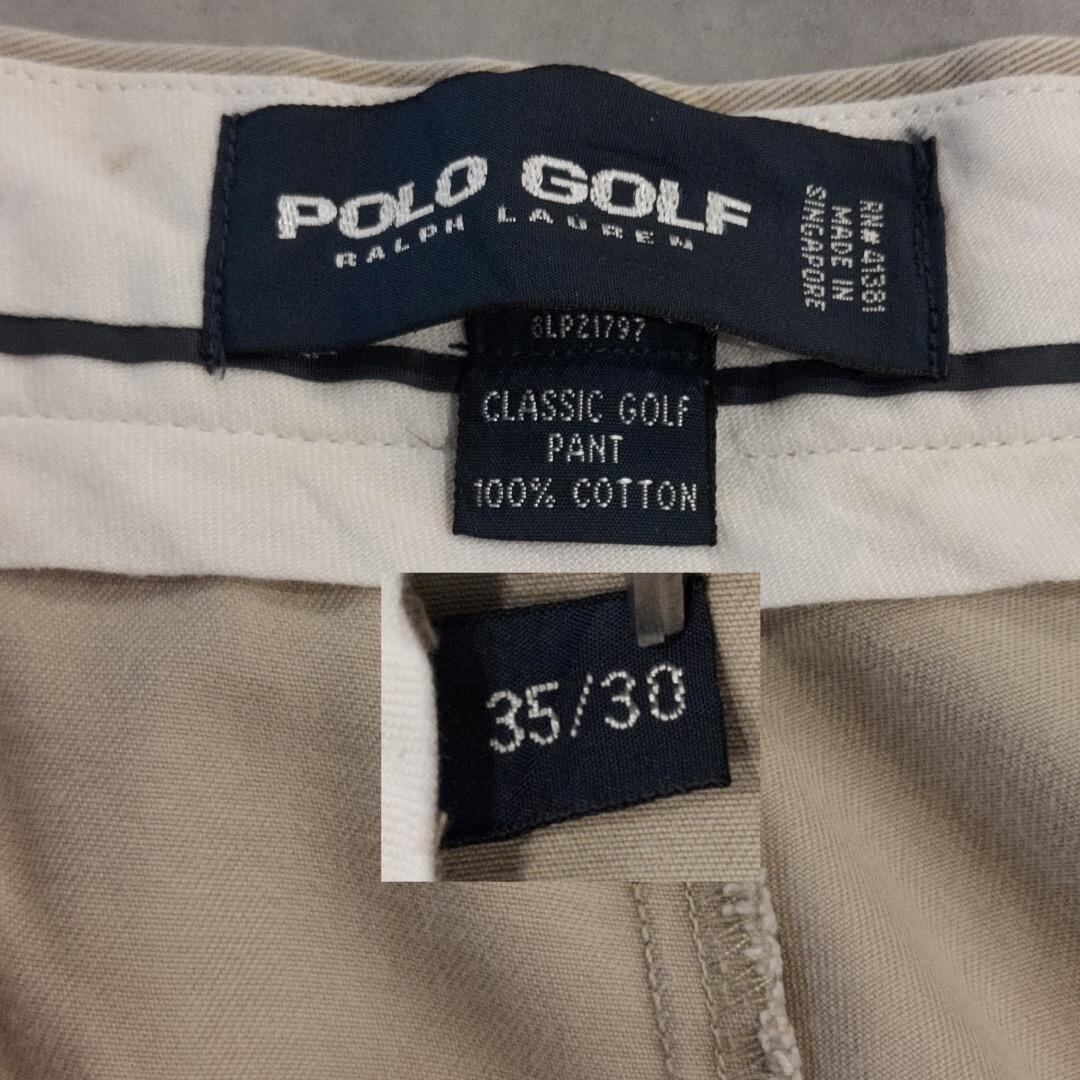 POLO GOLF
RALPH LAUREN
RN# 41381
MADE IN
SINGAPORE
CLASSIC GOLF
PANT
100% COTTON
35/30